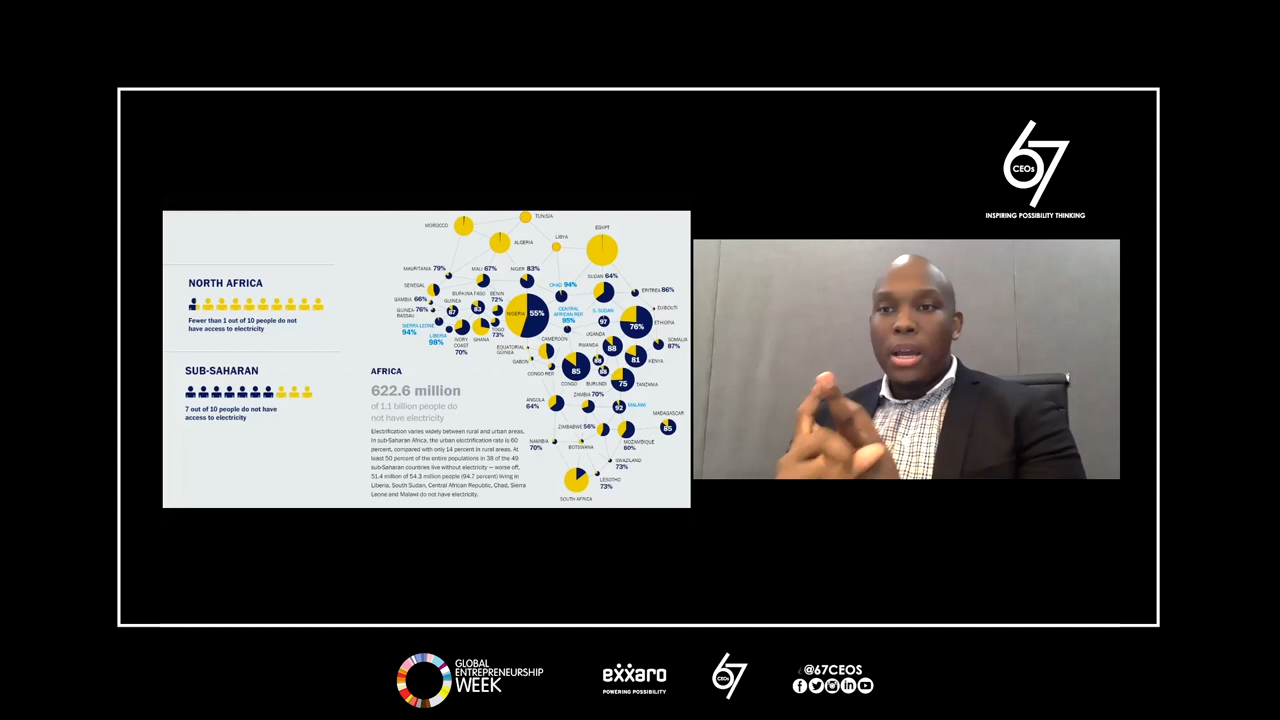 67
CEOs
INSPIRING POSSIBILITY THINKING
NORTH AFRICA
Fewer than 1 out of 10 people do not
have access to electricity
SUB-SAHARAN
7 out of 10 people do not have
access to electricity
AFRICA
622.6 million
of 1.1 billion people do
not have electricity
Electrification varies widely between rural and urban areas.
In sub-Saharan Africa, the urban electrification rate is 60
percent, compared with only 14 percent in rural areas. At
least 50 percent of the entire populations in 38 of the 49
sub-Saharan countries live without electricity — worse off,
51.4 million of 54.3 million people (94.7 percent) living in
Liberia, South Sudan, Central African Republic, Chad, Sierra
Leone and Malawi do not have electricity.
MOROCCO
TUNISIA
ALGERIA
LIBYA
EGYPT
MAURITANIA 79%
MALI 67%
NIGER 83%
CHAD 94%
SUDAN 64%
ERITREA 86%
SENEGAL
GAMBIA 66%
GUINEA-
BASSAU 76%
GUINEA
87
BURKINA FASO
83
BENIN
72%
NIGERIA 55%
CENTRAL
AFRICAN REP.
95%
S. SUDAN
97
DJIBOUTI
ETHIOPIA
76%
SIERRA LEONE
94%
LIBERIA
98%
IVORY
COAST
70%
GHANA
TOGO
73%
CAMEROON
EQUATORIAL
GUINEA
GABON
CONGO REP.
CONGO
85
UGANDA
88
RWANDA
BURUNDI
KENYA
81
SOMALIA
87%
TANZANIA
75
ANGOLA
64%
ZAMBIA 70%
MALAWI
92
MADAGASCAR
85
ZIMBABWE 56%
MOZAMBIQUE
60%
NAMIBIA
70%
BOTSWANA
SWAZILAND
73%
LESOTHO
73%
SOUTH AFRICA
GLOBAL
ENTREPRENEURSHIP
WEEK
exxaro
POWERING POSSIBILITY
67
CEOs
@67CEOS